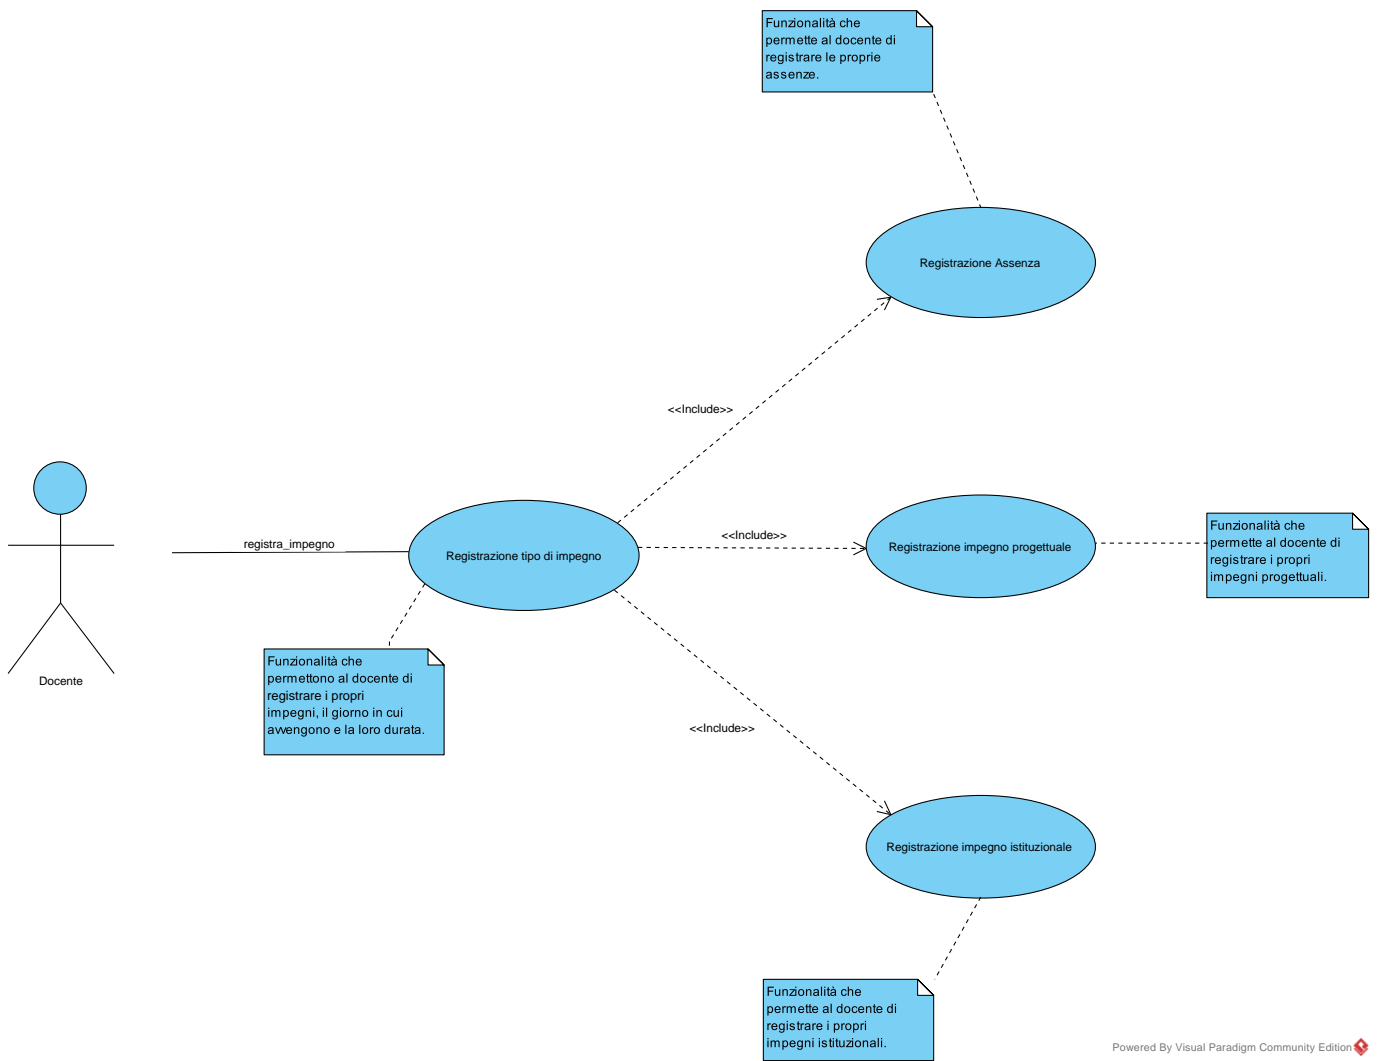 Funzionalità che
permette al docente di
registrare le proprie
assenze.
Registrazione Assenza
<<Include>>
registra_impegno
Registrazione tipo di impegno
<<Include>>
Registrazione impegno progettuale
Funzionalità che
permette al docente di
registrare i propri
impegni progettuali.
Docente
Funzionalità che
permettono al docente di
registrare i propri
impegni, il giorno in cui
avvengono e la loro durata.
<<Include>>
Registrazione impegno istituzionale
Funzionalità che
permette al docente di
registrare i propri
impegni istituzionali.
Powered By Visual Paradigm Community Edition